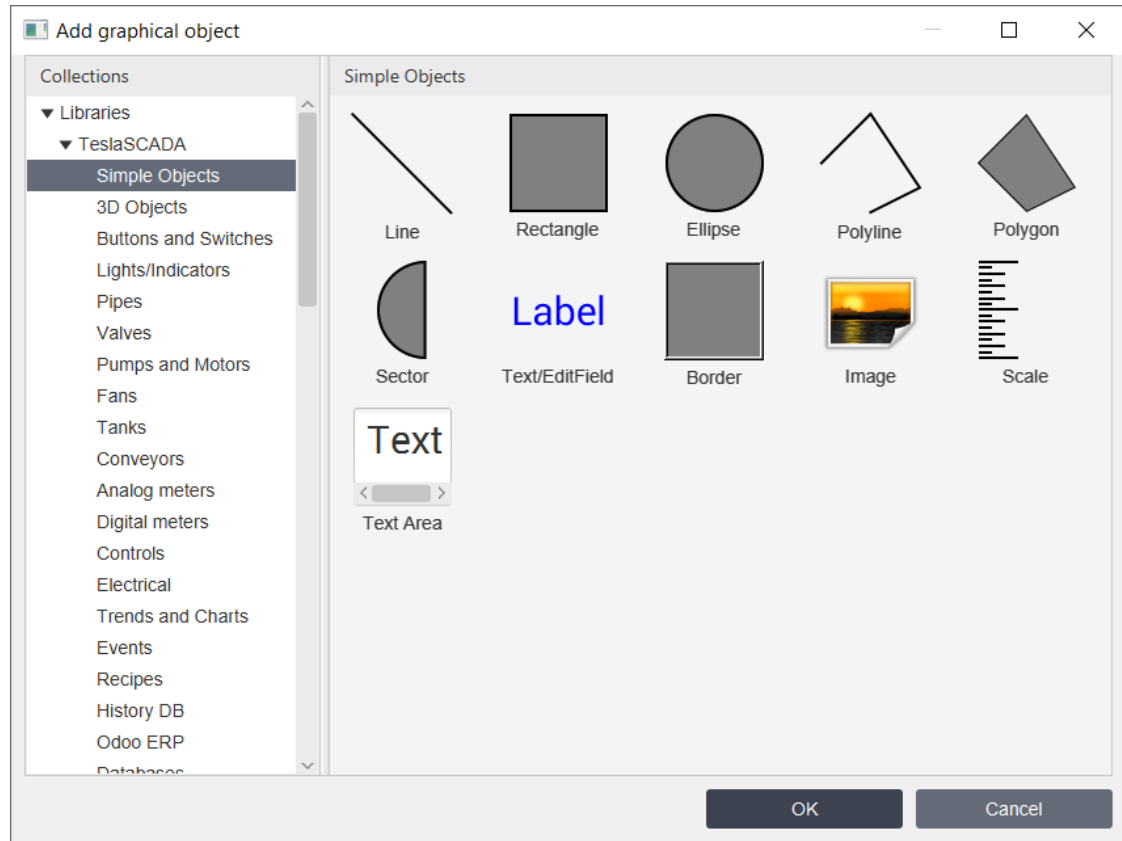 Add graphical object
Collections
Libraries
TeslaSCADA
Simple Objects
3D Objects
Buttons and Switches
Lights/Indicators
Pipes
Valves
Pumps and Motors
Fans
Tanks
Conveyors
Analog meters
Digital meters
Controls
Electrical
Trends and Charts
Events
Recipes
History DB
Odoo ERP
Databases
Simple Objects
Line
Rectangle
Ellipse
Polyline
Polygon
Sector
Label
Text/EditField
Border
Image
Scale
Text
Text Area
OK
Cancel